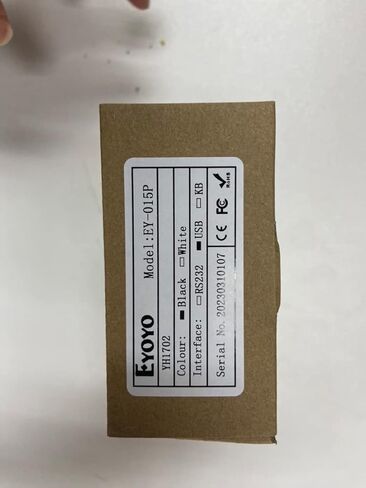 EYOYO Model:EY-015P
YH1702
Colour: Black White
Interface: RS232 USB KB
Serial No. 20230310107 CE FC
RoHS